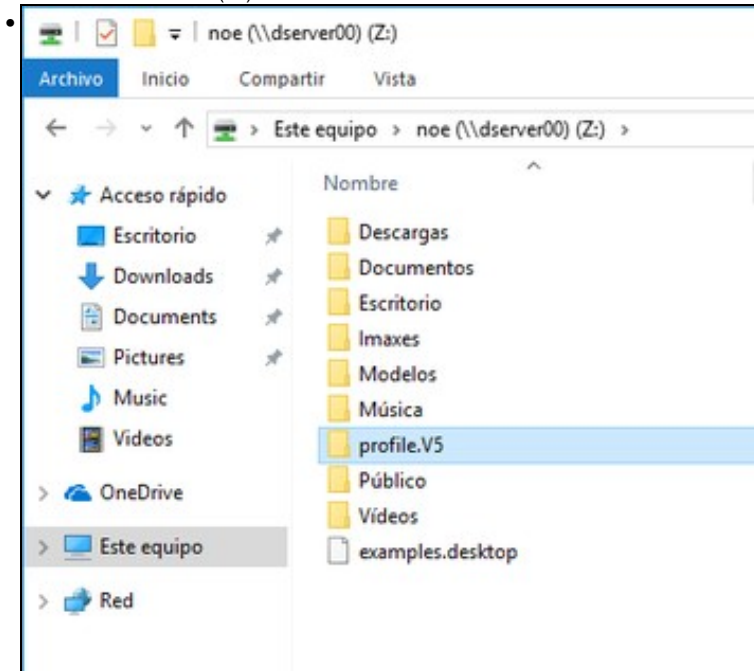 noe (\\dserver00) (Z:)
Archivo Inicio Compartir Vista
Este equipo > noe (\\dserver00) (Z:) >
Acceso rápido
Escritorio
Downloads
Documents
Pictures
Music
Videos
OneDrive
Este equipo
Red
Nombre
Descargas
Documentos
Escritorio
Imaxes
Modelos
Música
profile.V5
Público
Vídeos
examples.desktop